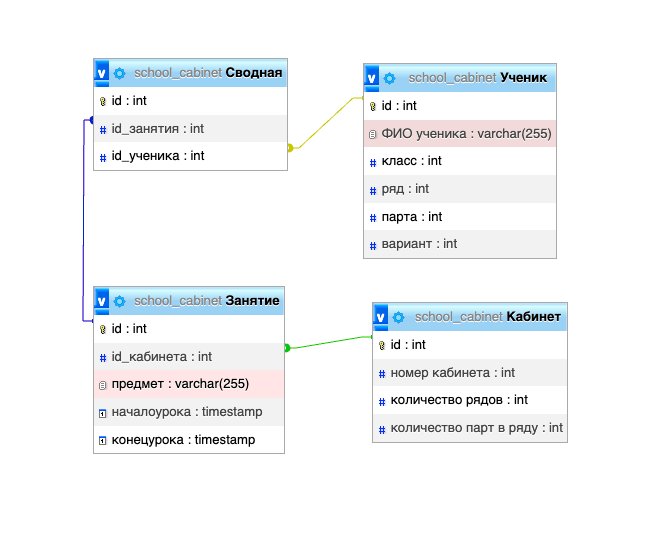 school_cabinet Сводная
id : int
id_занятия : int
id_ученика : int
school_cabinet Ученик
id : int
ФИО ученика : varchar(255)
класс : int
ряд : int
парта : int
вариант : int
school_cabinet Занятие
id : int
id_кабинета : int
предмет : varchar(255)
началоурока : timestamp
конецурока : timestamp
school_cabinet Кабинет
id : int
номер кабинета : int
количество рядов : int
количество парт в ряду : int